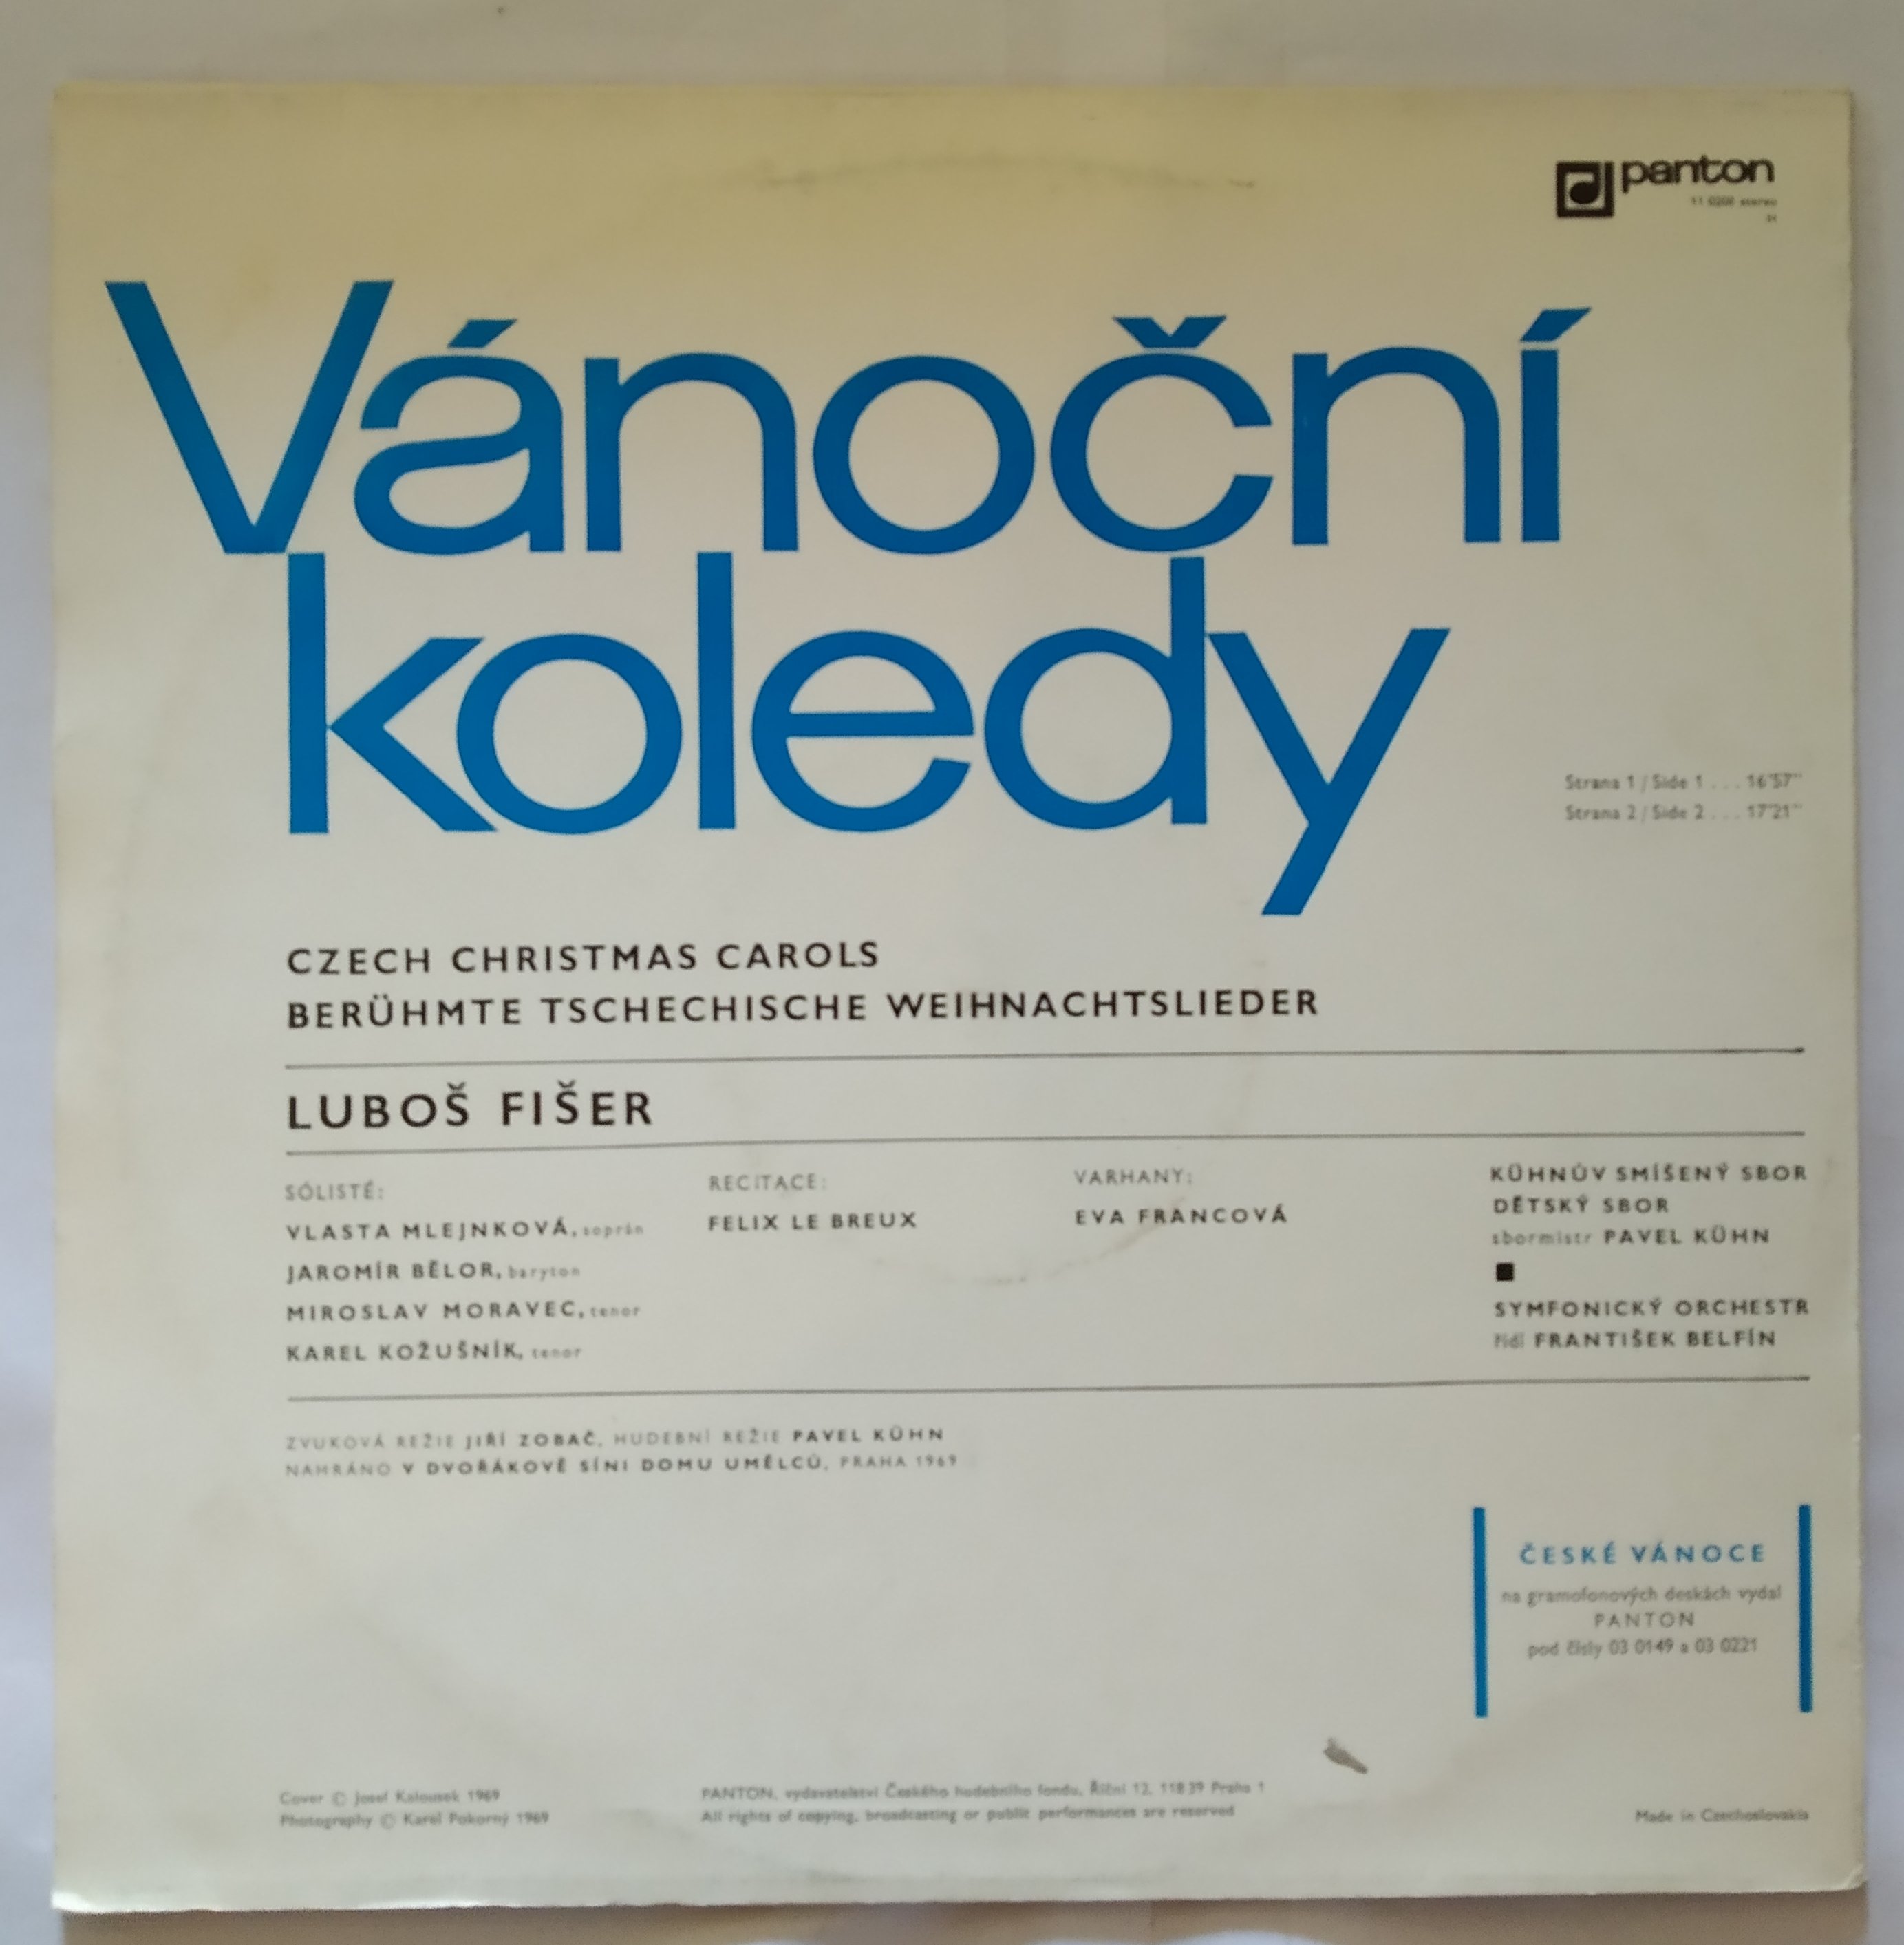 panton
11 0208 stereo
Vánoční
koledy
Strana 1 / Side 1 . . . 16'57"
Strana 2 / Side 2 . . . 17'21"
CZECH CHRISTMAS CAROLS
BERÜHMTE TSCHECHISCHE WEIHNACHTSLIEDER
LUBOŠ FIŠER
SÓLISTÉ:
VLASTA MLEJNKOVÁ, soprán
JAROMÍR BĚLOR, baryton
MIROSLAV MORAVEC, tenor
KAREL KOŽUŠNÍK, tenor
RECITACE:
FELIX LE BREUX
VARHANY:
EVA FRANCOVÁ
KÜHNŮV SMÍŠENÝ SBOR
DĚTSKÝ SBOR
sbormistr PAVEL KÜHN
SYMFONICKÝ ORCHESTR
řídí FRANTIŠEK BELFÍN
ZVUKOVÁ REŽIE JIŘÍ ZOBAČ, HUDEBNÍ REŽIE PAVEL KÜHN
NAHRÁNO V DVOŘÁKOVĚ SÍNI DOMU UMĚLCŮ, PRAHA 1969
ČESKÉ VÁNOCE
na gramofonových deskách vydal
PANTON
pod čísly 03 0149 a 03 0221
Cover © Josef Kalousek 1969
Photography © Karel Pokorný 1969
PANTON, vydavatelství Českého hudebního fondu, Říční 12, 118 39 Praha 1
All rights of copying, broadcasting or public performances are reserved
Made in Czechoslovakia